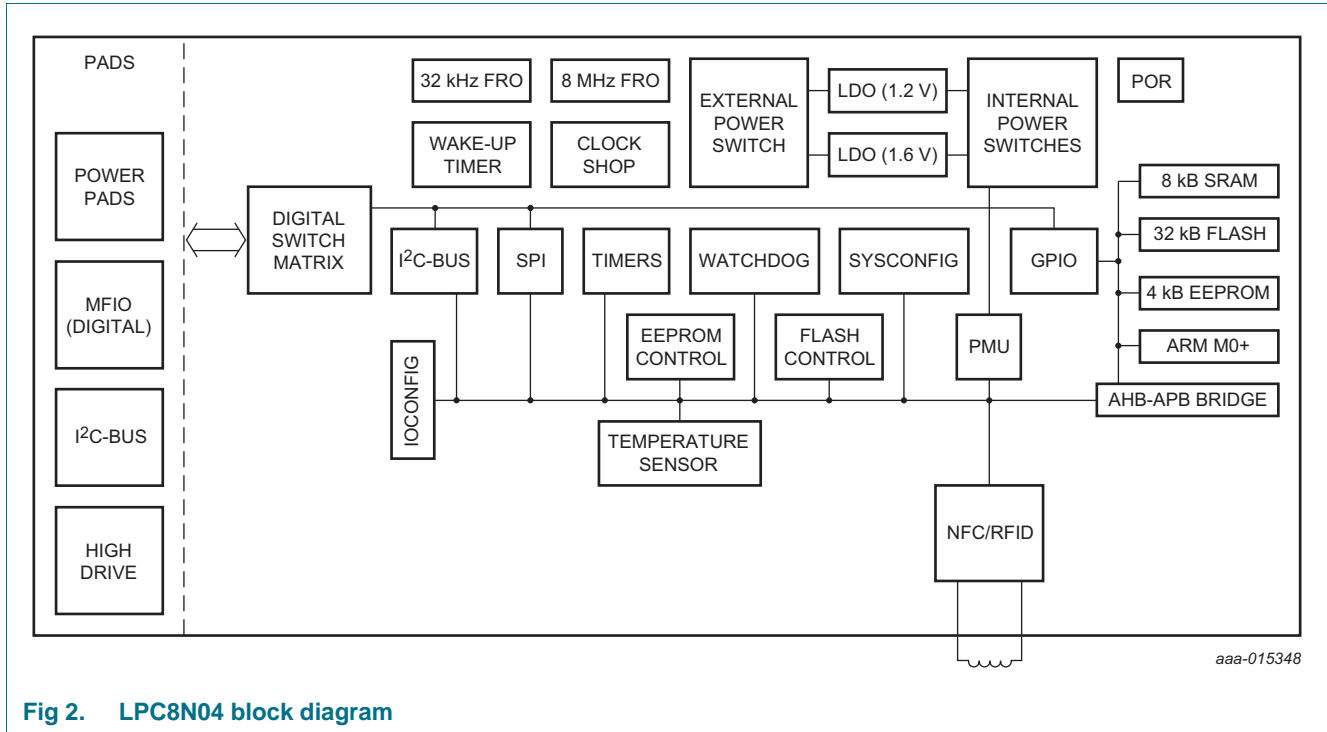 PADS
POWER
PADS
MFIO
(DIGITAL)
I2C-BUS
HIGH
DRIVE
DIGITAL
SWITCH
MATRIX
32 kHz FRO
8 MHz FRO
WAKE-UP
TIMER
CLOCK
SHOP
EXTERNAL
POWER
SWITCH
LDO (1.2 V)
LDO (1.6 V)
INTERNAL
POWER
SWITCHES
POR
I2C-BUS
SPI
TIMERS
WATCHDOG
SYSCONFIG
GPIO
8 kB SRAM
32 kB FLASH
4 kB EEPROM
ARM M0+
AHB-APB BRIDGE
IOCONFIG
EEPROM
CONTROL
FLASH
CONTROL
PMU
TEMPERATURE
SENSOR
NFC/RFID
aaa-015348
Fig 2. LPC8N04 block diagram